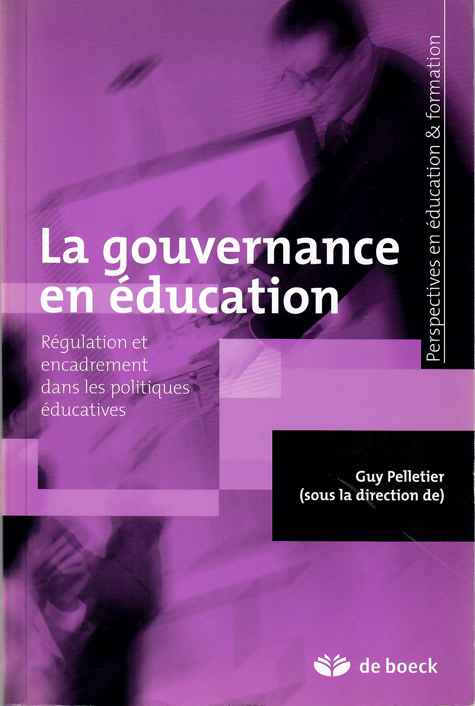 Perspectives en éducation & formation
La gouvernance
en éducation
Régulation et
encadrement
dans les politiques
éducatives
Guy Pelletier
(sous la direction de)
de boeck